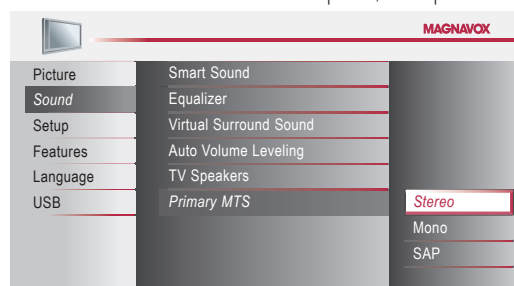 MAGNAVOX
Picture
Sound
Setup
Features
Language
USB
Smart Sound
Equalizer
Virtual Surround Sound
Auto Volume Leveling
TV Speakers
Primary MTS
Stereo
Mono
SAP